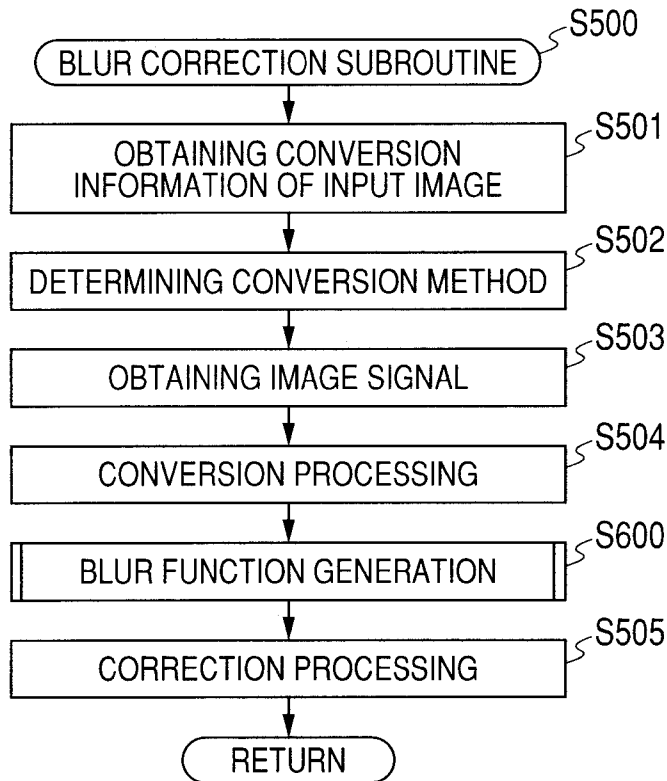 S500
BLUR CORRECTION SUBROUTINE
S501
OBTAINING CONVERSION
INFORMATION OF INPUT IMAGE
S502
DETERMINING CONVERSION METHOD
S503
OBTAINING IMAGE SIGNAL
S504
CONVERSION PROCESSING
S600
BLUR FUNCTION GENERATION
S505
CORRECTION PROCESSING
RETURN